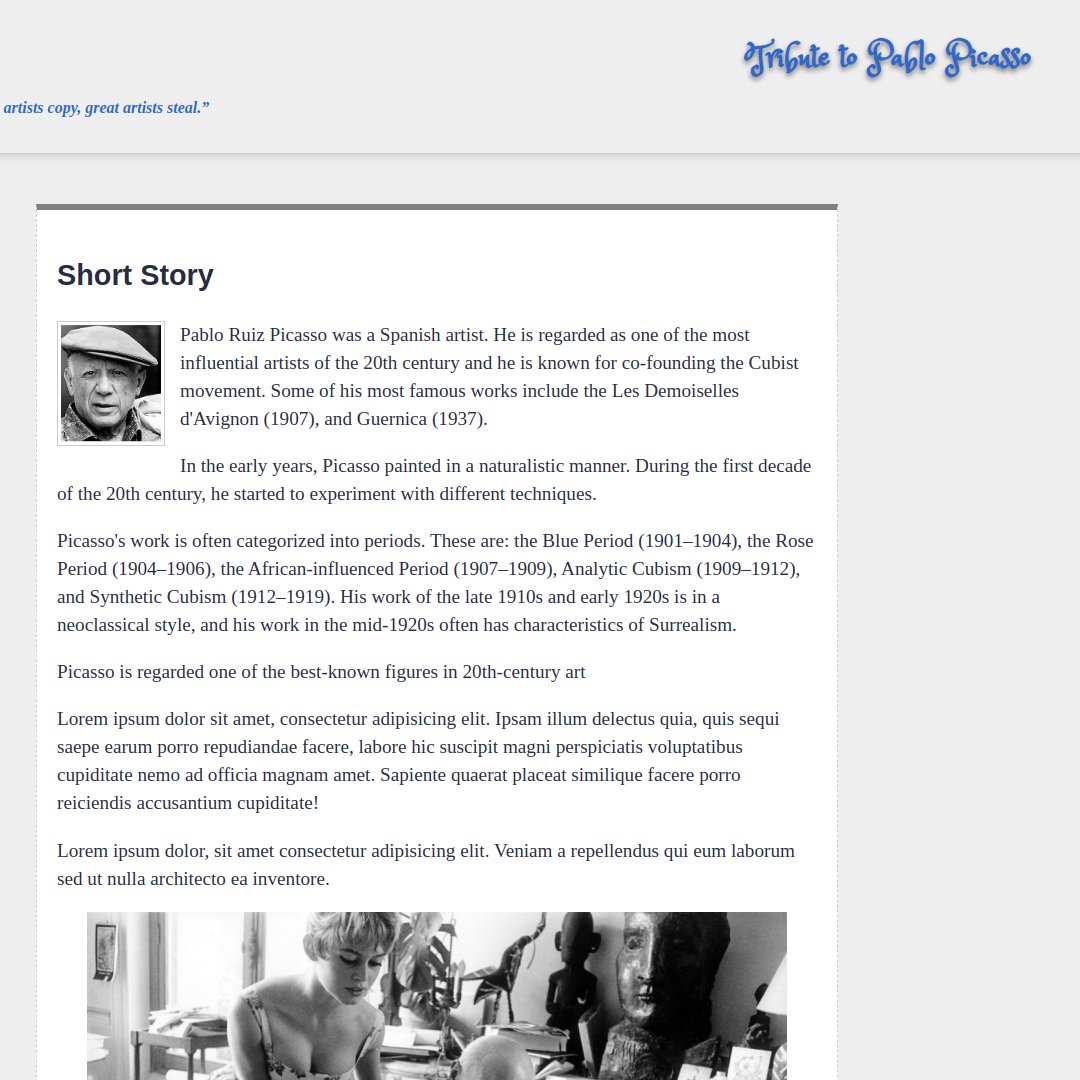 Tribute to Pablo Picasso
artists copy, great artists steal.”
Short Story
Pablo Ruiz Picasso was a Spanish artist. He is regarded as one of the most
influential artists of the 20th century and he is known for co-founding the Cubist
movement. Some of his most famous works include the Les Demoiselles
d'Avignon (1907), and Guernica (1937).
In the early years, Picasso painted in a naturalistic manner. During the first decade
of the 20th century, he started to experiment with different techniques.
Picasso's work is often categorized into periods. These are: the Blue Period (1901–1904), the Rose
Period (1904–1906), the African-influenced Period (1907–1909), Analytic Cubism (1909–1912),
and Synthetic Cubism (1912–1919). His work of the late 1910s and early 1920s is in a
neoclassical style, and his work in the mid-1920s often has characteristics of Surrealism.
Picasso is regarded one of the best-known figures in 20th-century art
Lorem ipsum dolor sit amet, consectetur adipisicing elit. Ipsam illum delectus quia, quis sequi
saepe earum porro repudiandae facere, labore hic suscipit magni perspiciatis voluptatibus
cupiditate nemo ad officia magnam amet. Sapiente quaerat placeat similique facere porro
reiciendis accusantium cupiditate!
Lorem ipsum dolor, sit amet consectetur adipisicing elit. Veniam a repellendus qui eum laborum
sed ut nulla architecto ea inventore.